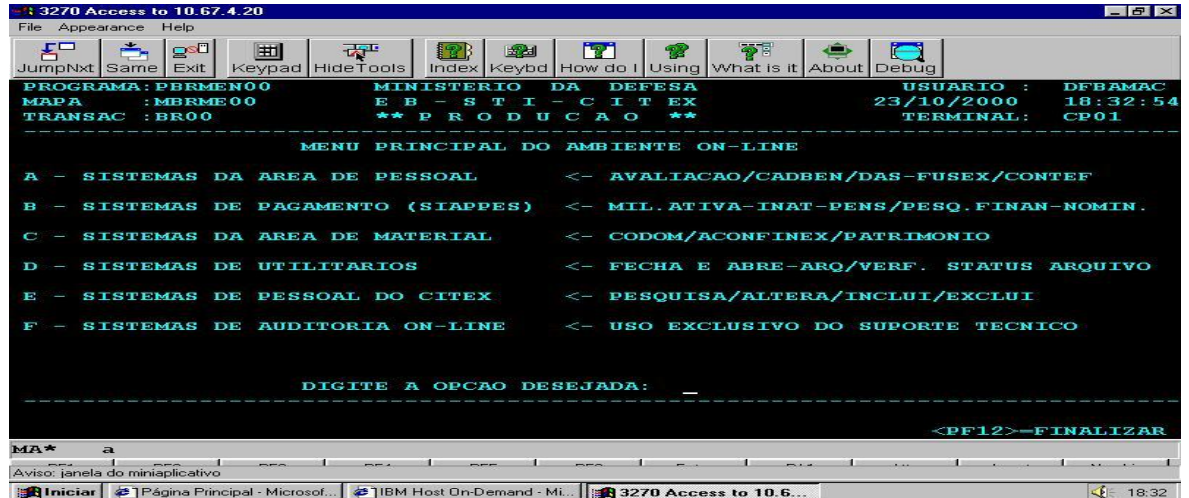 3270 Access to 10.67.4.20
File Appearance Help
JumpNxt Same Exit Keypad HideTools Index Keybd How do I Using What is it About Debug
PROGRAMA:PBRMEN00 MINISTERIO DA DEFESA USUARIO : DFBAMAC
MAPA :MBRME00 E B - S T I - C I T EX 23/10/2000 18:32:54
TRANSAC :BR00 ** P R O D U C A O ** TERMINAL: CP01
MENU PRINCIPAL DO AMBIENTE ON-LINE
A - SISTEMAS DA AREA DE PESSOAL <- AVALIACAO/CADBEN/DAS-FUSEX/CONTEF
B - SISTEMAS DE PAGAMENTO (SIAPPES) <- MIL.ATIVA-INAT-PENS/PESQ.FINAN-NOMIN.
C - SISTEMAS DA AREA DE MATERIAL <- CODOM/ACONFINEX/PATRIMONIO
D - SISTEMAS DE UTILITARIOS <- FECHA E ABRE-ARQ/VERF. STATUS ARQUIVO
E - SISTEMAS DE PESSOAL DO CITEX <- PESQUISA/ALTERA/INCLUI/EXCLUI
F - SISTEMAS DE AUDITORIA ON-LINE <- USO EXCLUSIVO DO SUPORTE TECNICO
DIGITE A OPCAO DESEJADA: _
<PF12>=FINALIZAR
MA* a
Aviso: janela do miniaplicativo
Iniciar Página Principal - Microsof... IBM Host On-Demand - Mi... 3270 Access to 10.6... 18:32